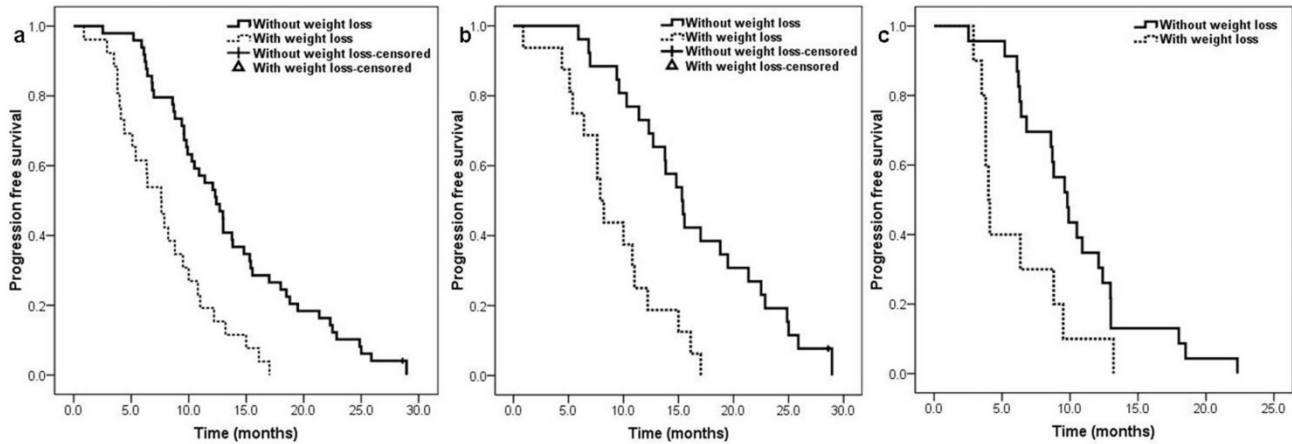 a
Without weight loss
With weight loss
Without weight loss-censored
With weight loss-censored
Progression free survival
1.0
0.8
0.6
0.4
0.2
0.0
0.0 5.0 10.0 15.0 20.0 25.0 30.0
Time (months)
b
Without weight loss
With weight loss
Without weight loss-censored
With weight loss-censored
Progression free survival
1.0
0.8
0.6
0.4
0.2
0.0
0.0 5.0 10.0 15.0 20.0 25.0 30.0
Time (months)
c
Without weight loss
With weight loss
Progression free survival
1.0
0.8
0.6
0.4
0.2
0.0
0.0 5.0 10.0 15.0 20.0 25.0
Time (months)